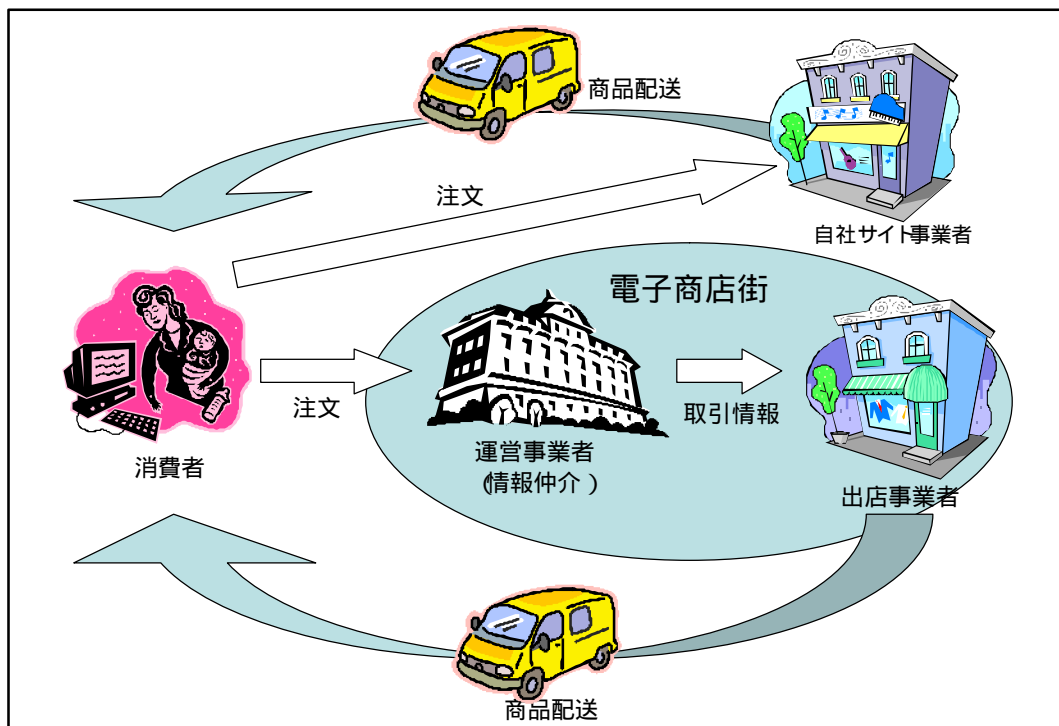 商品配送
注文
自社サイト事業者
電子商店街
注文
取引情報
消費者
運営事業者
(情報仲介)
出店事業者
商品配送